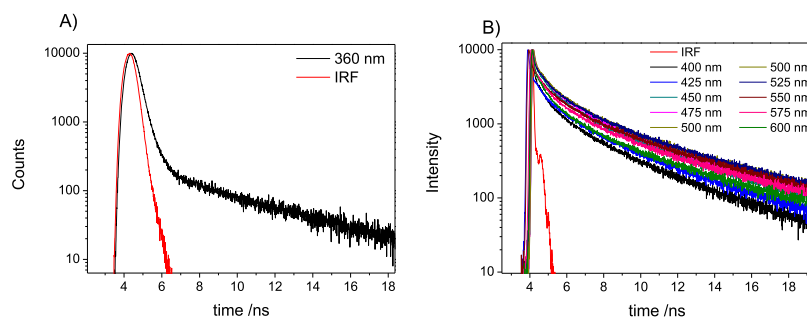 A)
10000
1000
100
10
Counts
4 6 8 10 12 14 16 18
time /ns
360 nm
IRF
B)
10000
1000
100
10
Intensity
4 6 8 10 12 14 16 18
time /ns
IRF
400 nm 500 nm
425 nm 525 nm
450 nm 550 nm
475 nm 575 nm
500 nm 600 nm